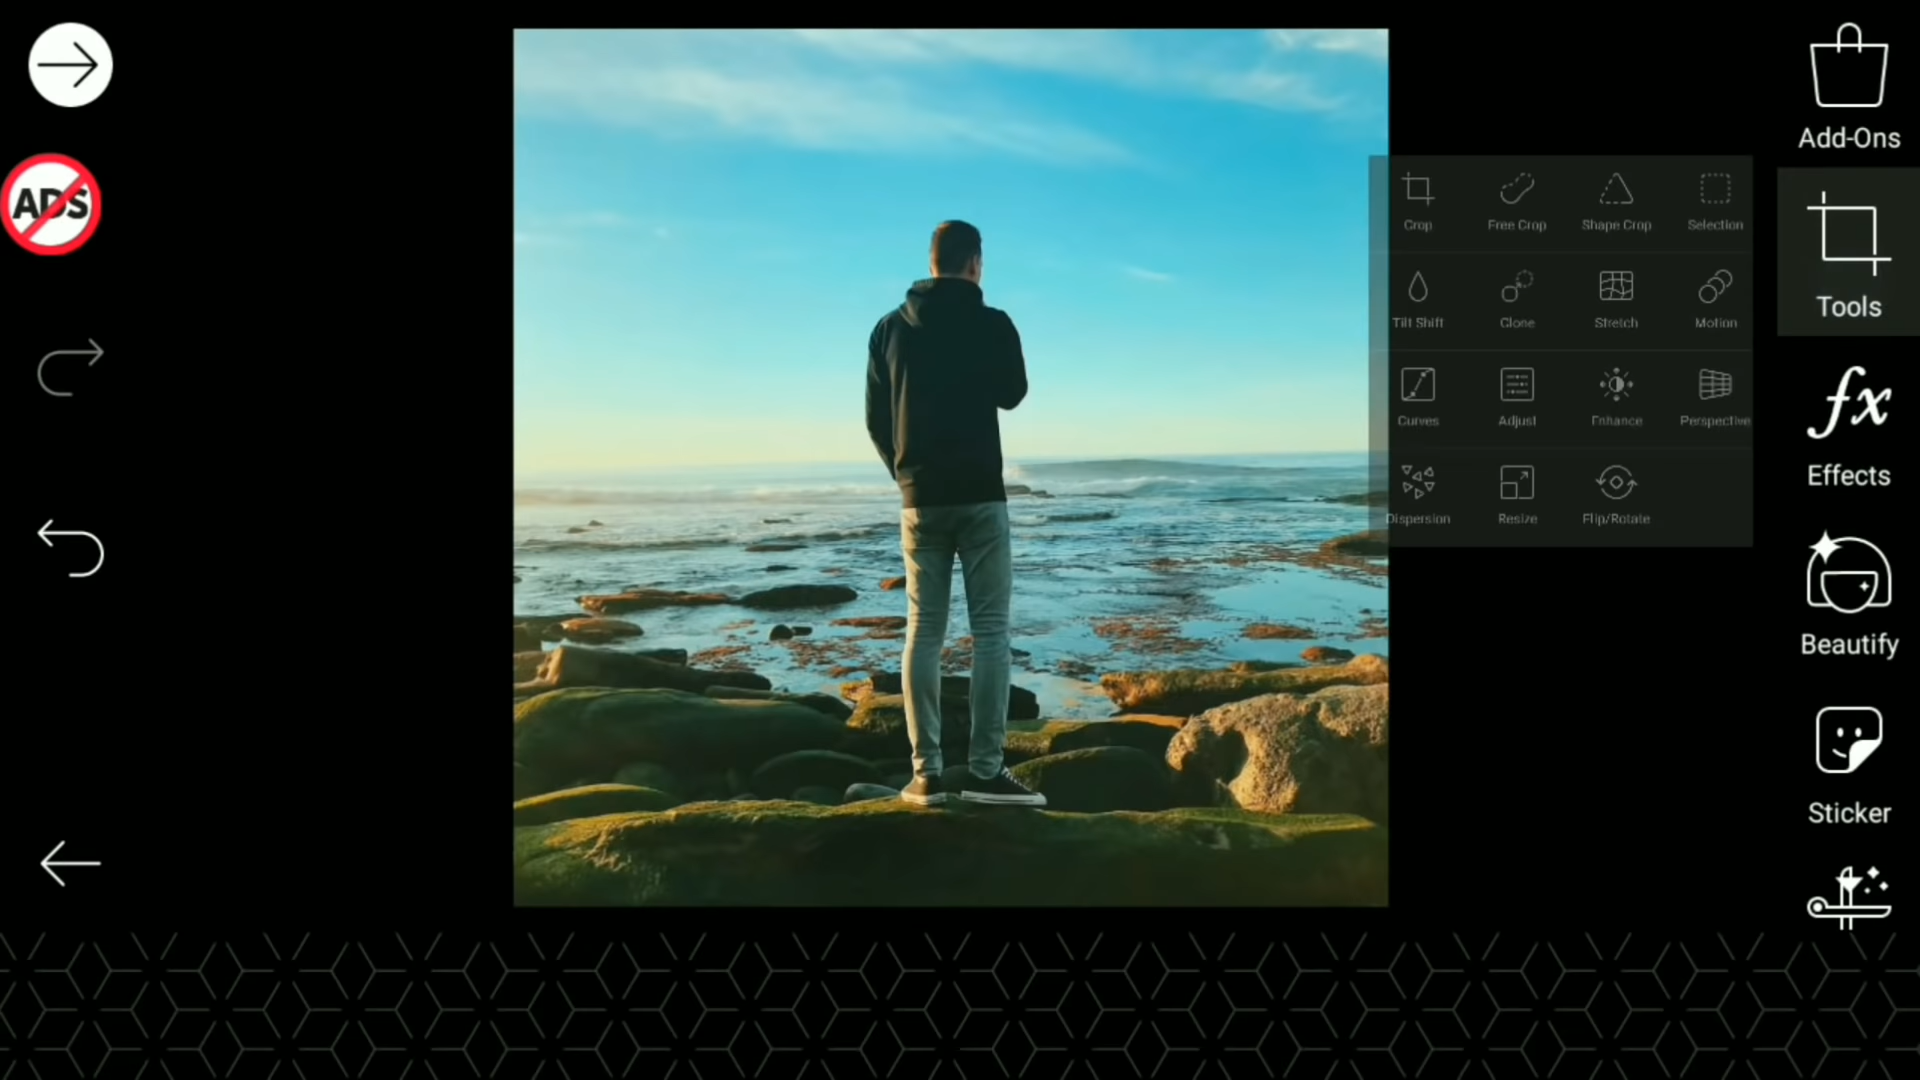 Add-Ons
ADS
Crop Free Crop Shape Crop Selection
Tools
Tilt Shift Clone Stretch Motion
Curves Adjust Enhance Perspective
fx
Effects
Dispersion Resize Flip/Rotate
Beautify
Sticker